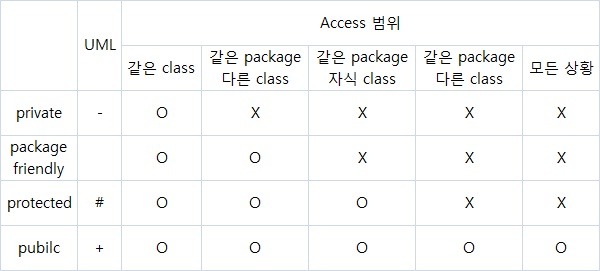 UML Access 범위
같은 class 같은 package 다른 class 같은 package 자식 class 같은 package 다른 class 모든 상황
private - O X X X X
package friendly O O X X X
protected # O O O X X
pubilc + O O O O O